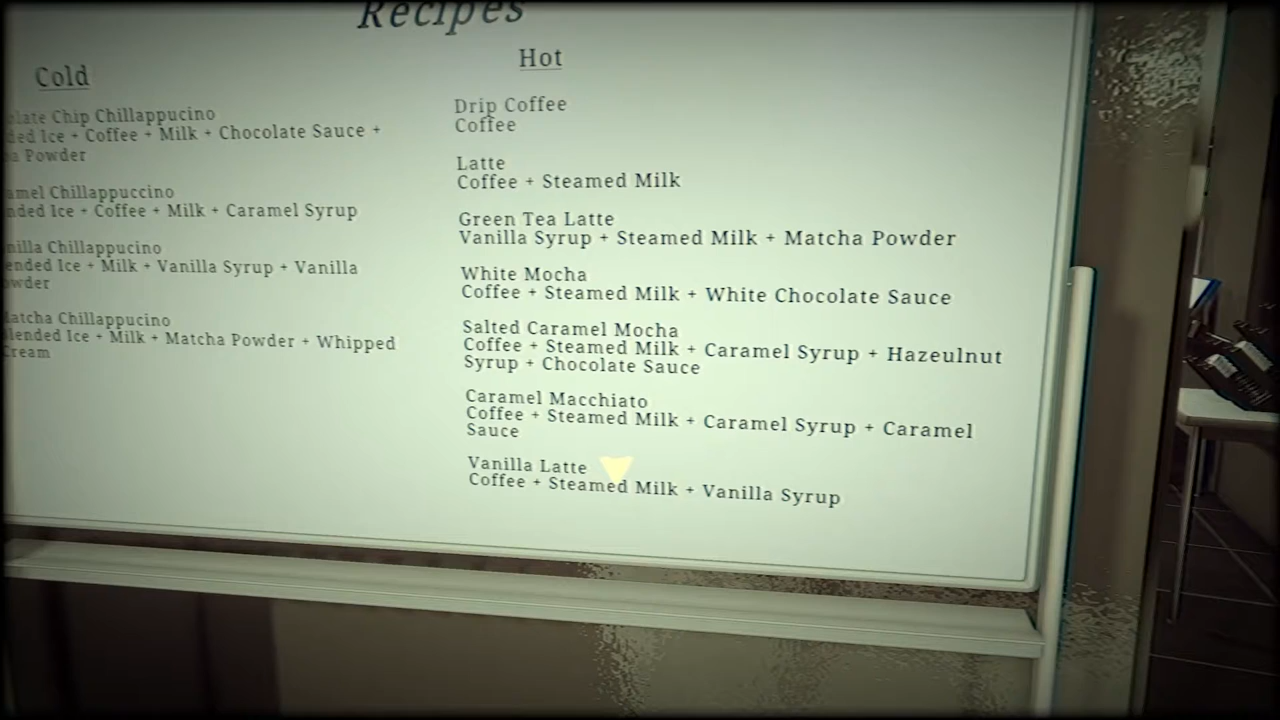 Recipes
Cold
Chip Chillappucino
Ice + Coffee + Milk + Chocolate Sauce +
Powder
Chillappuccino
Ice + Coffee + Milk + Caramel Syrup
Chillappucino
Ice + Milk + Vanilla Syrup + Vanilla
Chillappucino
Ice + Milk + Matcha Powder + Whipped
Cream
Hot
Drip Coffee
Coffee
Latte
Coffee + Steamed Milk
Green Tea Latte
Vanilla Syrup + Steamed Milk + Matcha Powder
White Mocha
Coffee + Steamed Milk + White Chocolate Sauce
Salted Caramel Mocha
Coffee + Steamed Milk + Caramel Syrup + Hazeulnut
Syrup + Chocolate Sauce
Caramel Macchiato
Coffee + Steamed Milk + Caramel Syrup + Caramel
Sauce
Vanilla Latte
Coffee + Steamed Milk + Vanilla Syrup